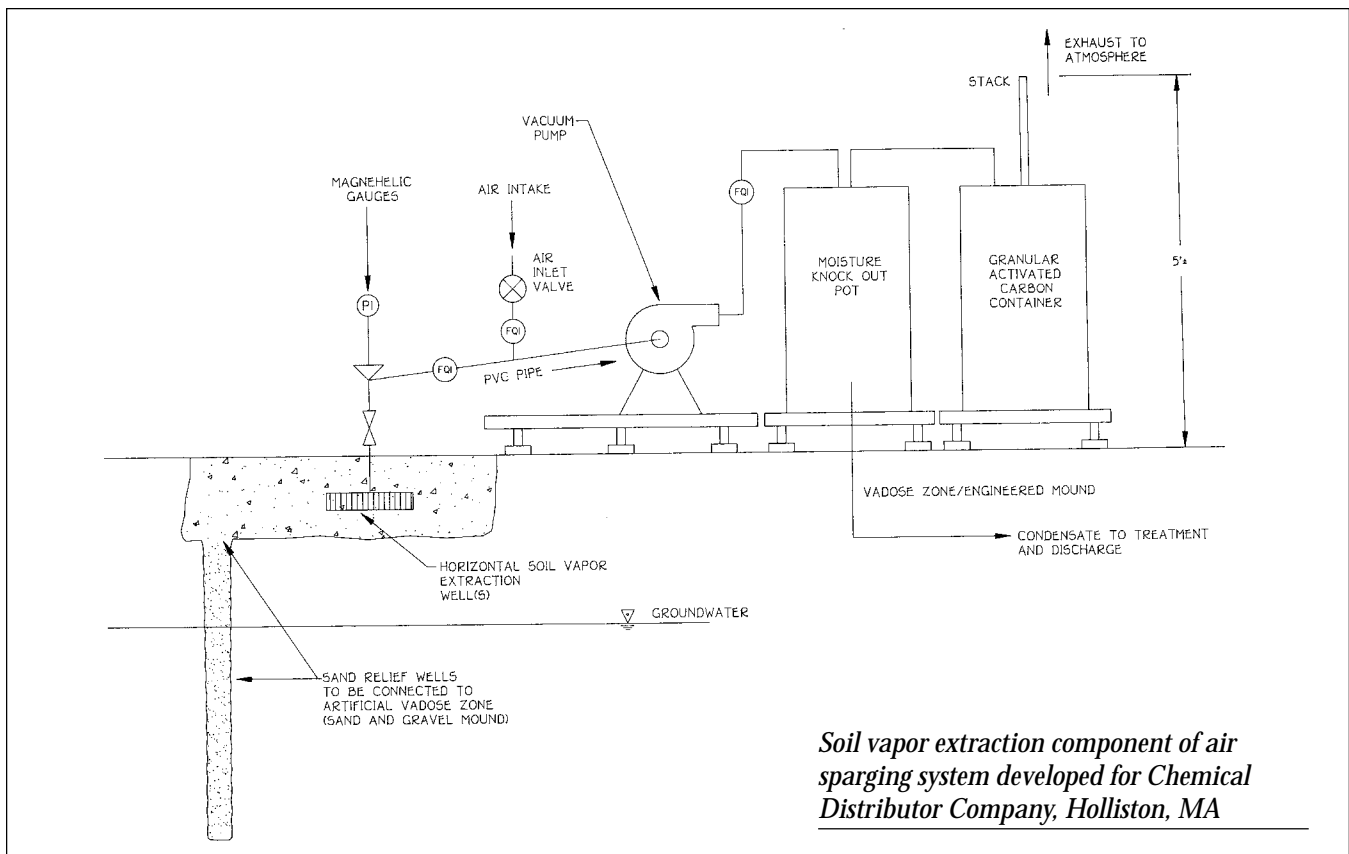 EXHAUST TO
ATMOSPHERE
STACK
VACUUM
PUMP
MAGNEHELIC
GAUGES
AIR INTAKE
FQI
AIR
INLET
VALVE
MOISTURE
KNOCK OUT
POT
GRANULAR
ACTIVATED
CARBON
CONTAINER
5'±
PI
FQI
FQI
PVC PIPE
VADOSE ZONE/ENGINEERED MOUND
CONDENSATE TO TREATMENT
AND DISCHARGE
HORIZONTAL SOIL VAPOR
EXTRACTION
WELL(S)
GROUNDWATER
SAND RELIEF WELLS
TO BE CONNECTED TO
ARTIFICIAL VADOSE ZONE
(SAND AND GRAVEL MOUND)
Soil vapor extraction component of air
sparging system developed for Chemical
Distributor Company, Holliston, MA